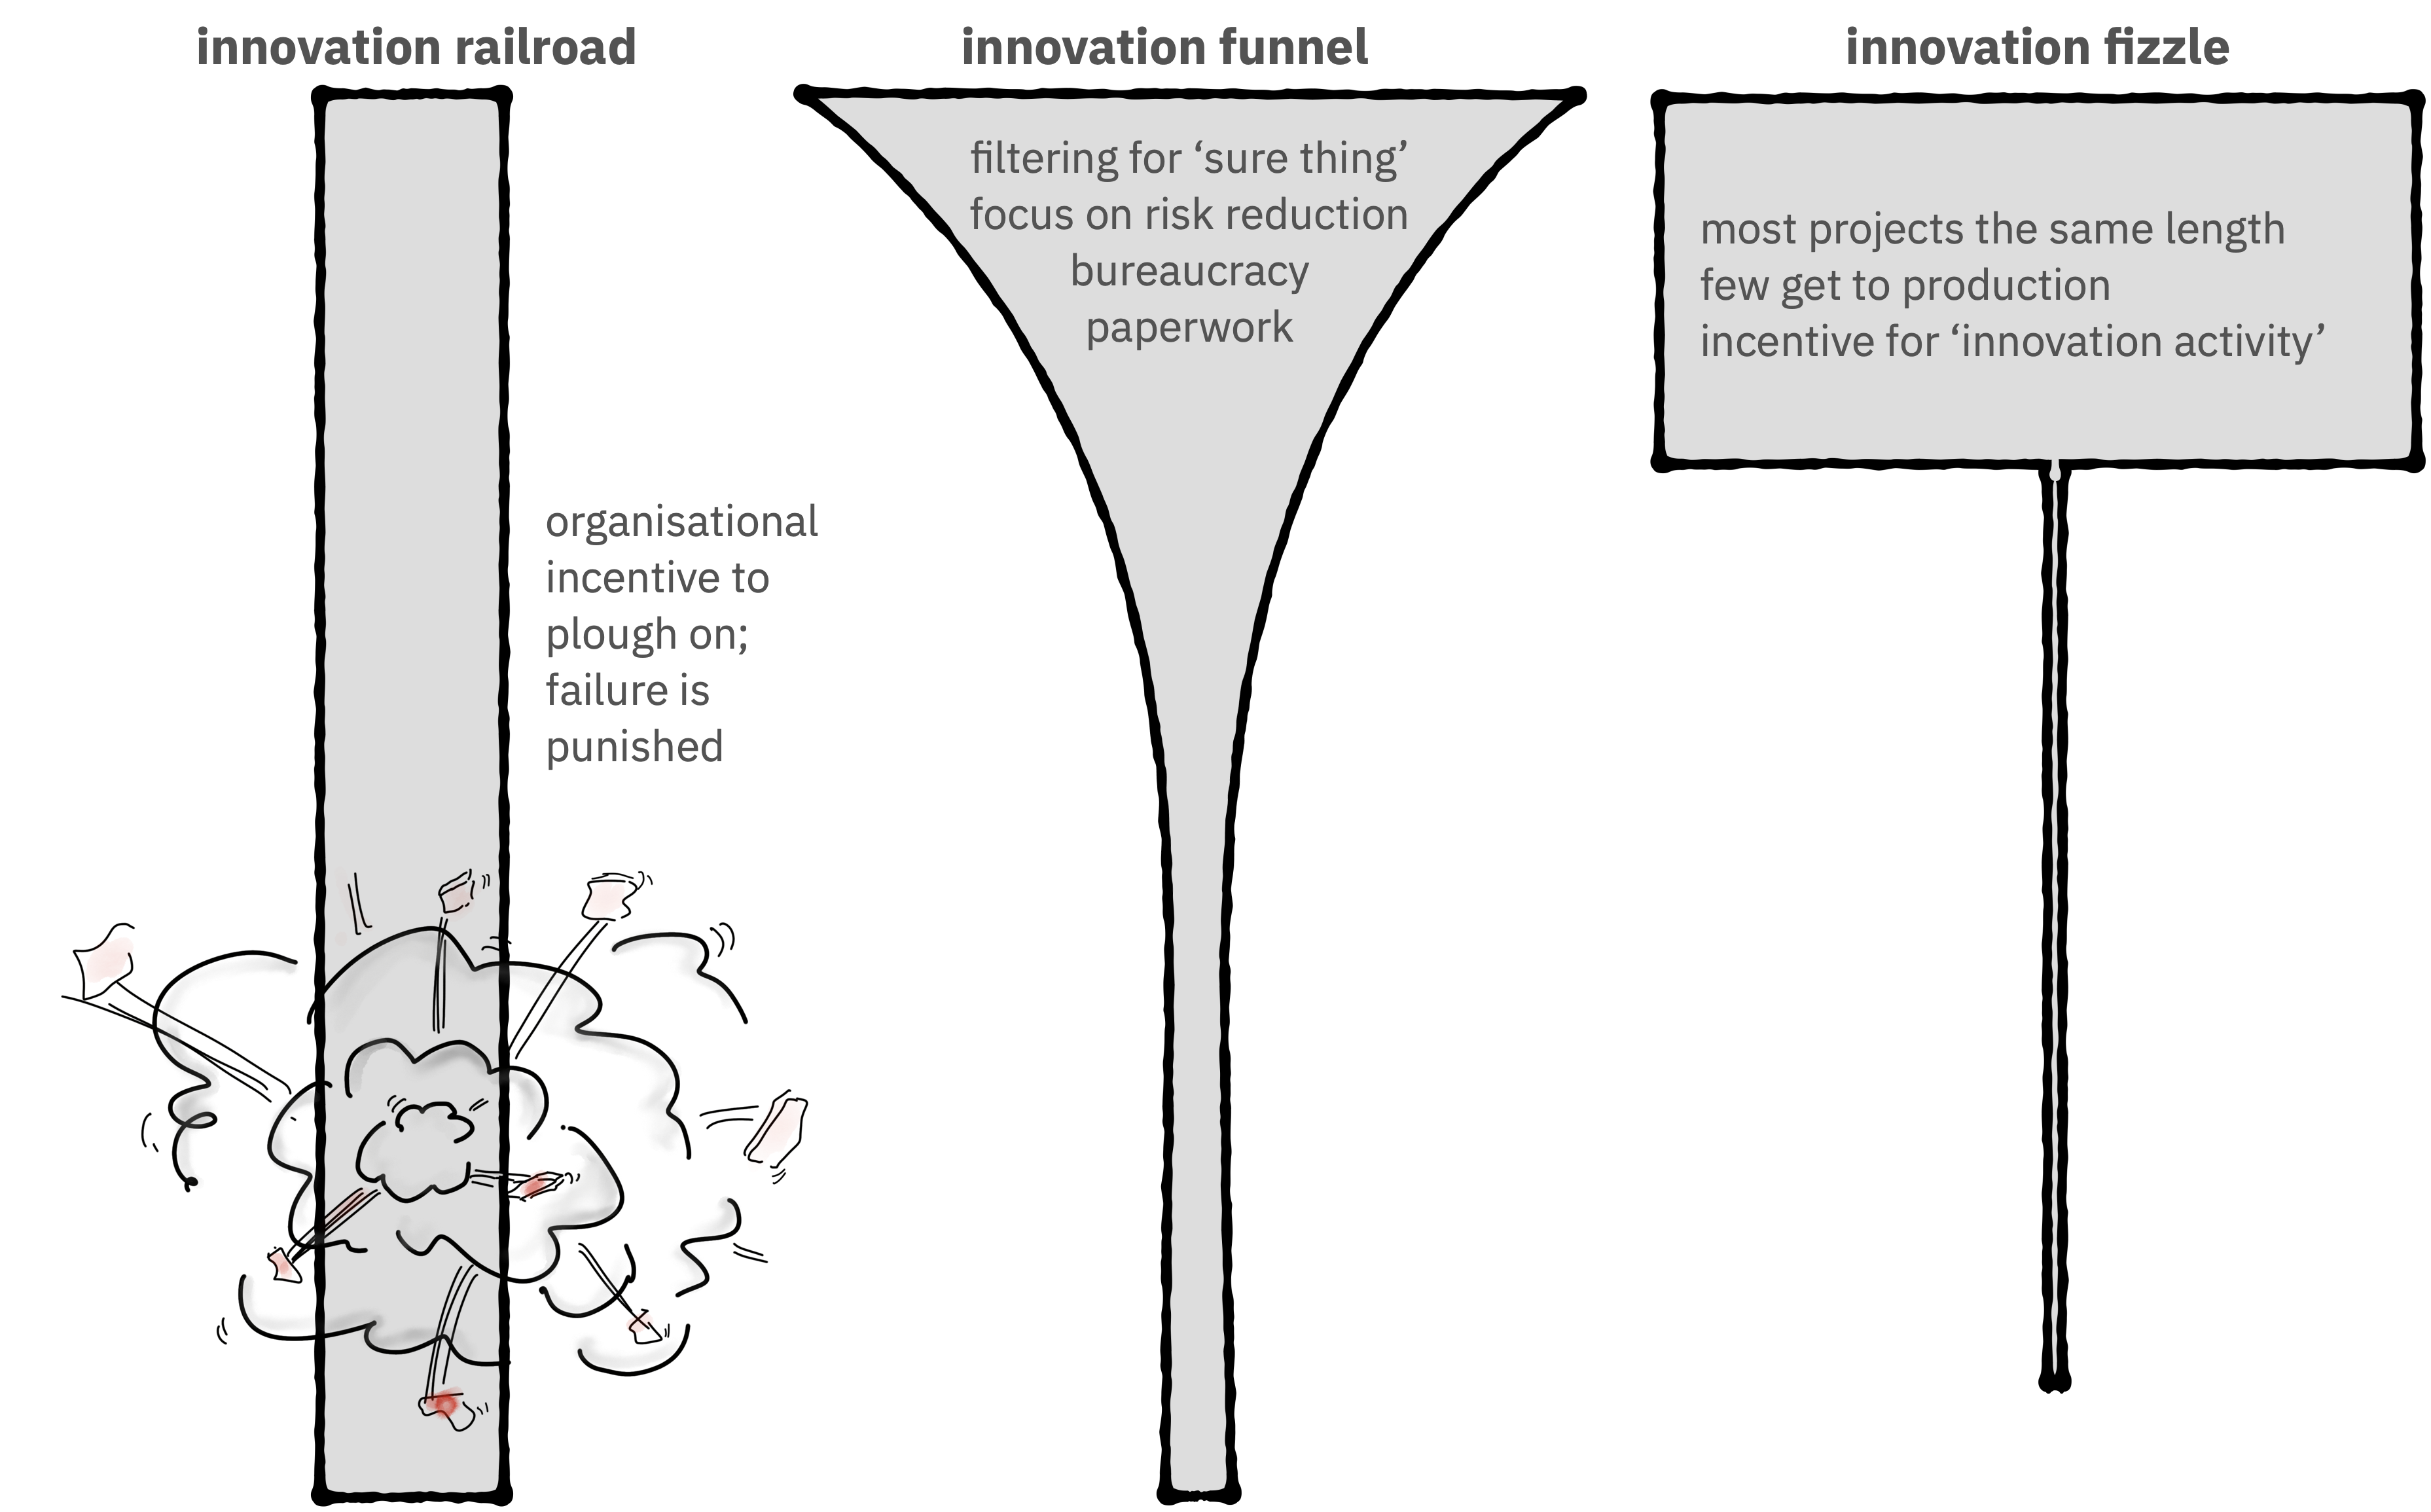 innovation railroad
organisational
incentive to
plough on;
failure is
punished
innovation funnel
filtering for ‘sure thing’
focus on risk reduction
bureaucracy
paperwork
innovation fizzle
most projects the same length
few get to production
incentive for ‘innovation activity’